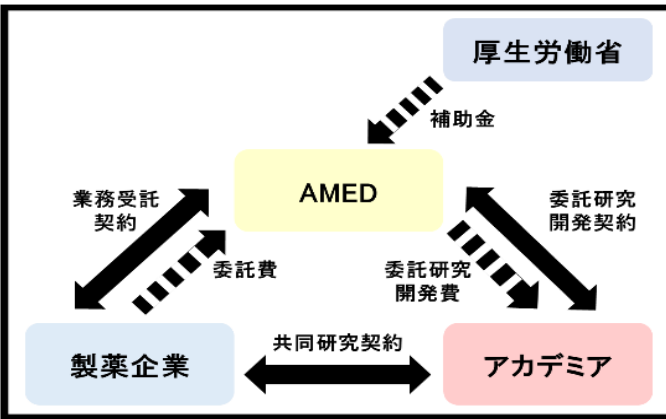 厚生労働省
補助金
AMED
業務受託
契約
委託費
委託研究
開発費
委託研究
開発契約
製薬企業
共同研究契約
アカデミア